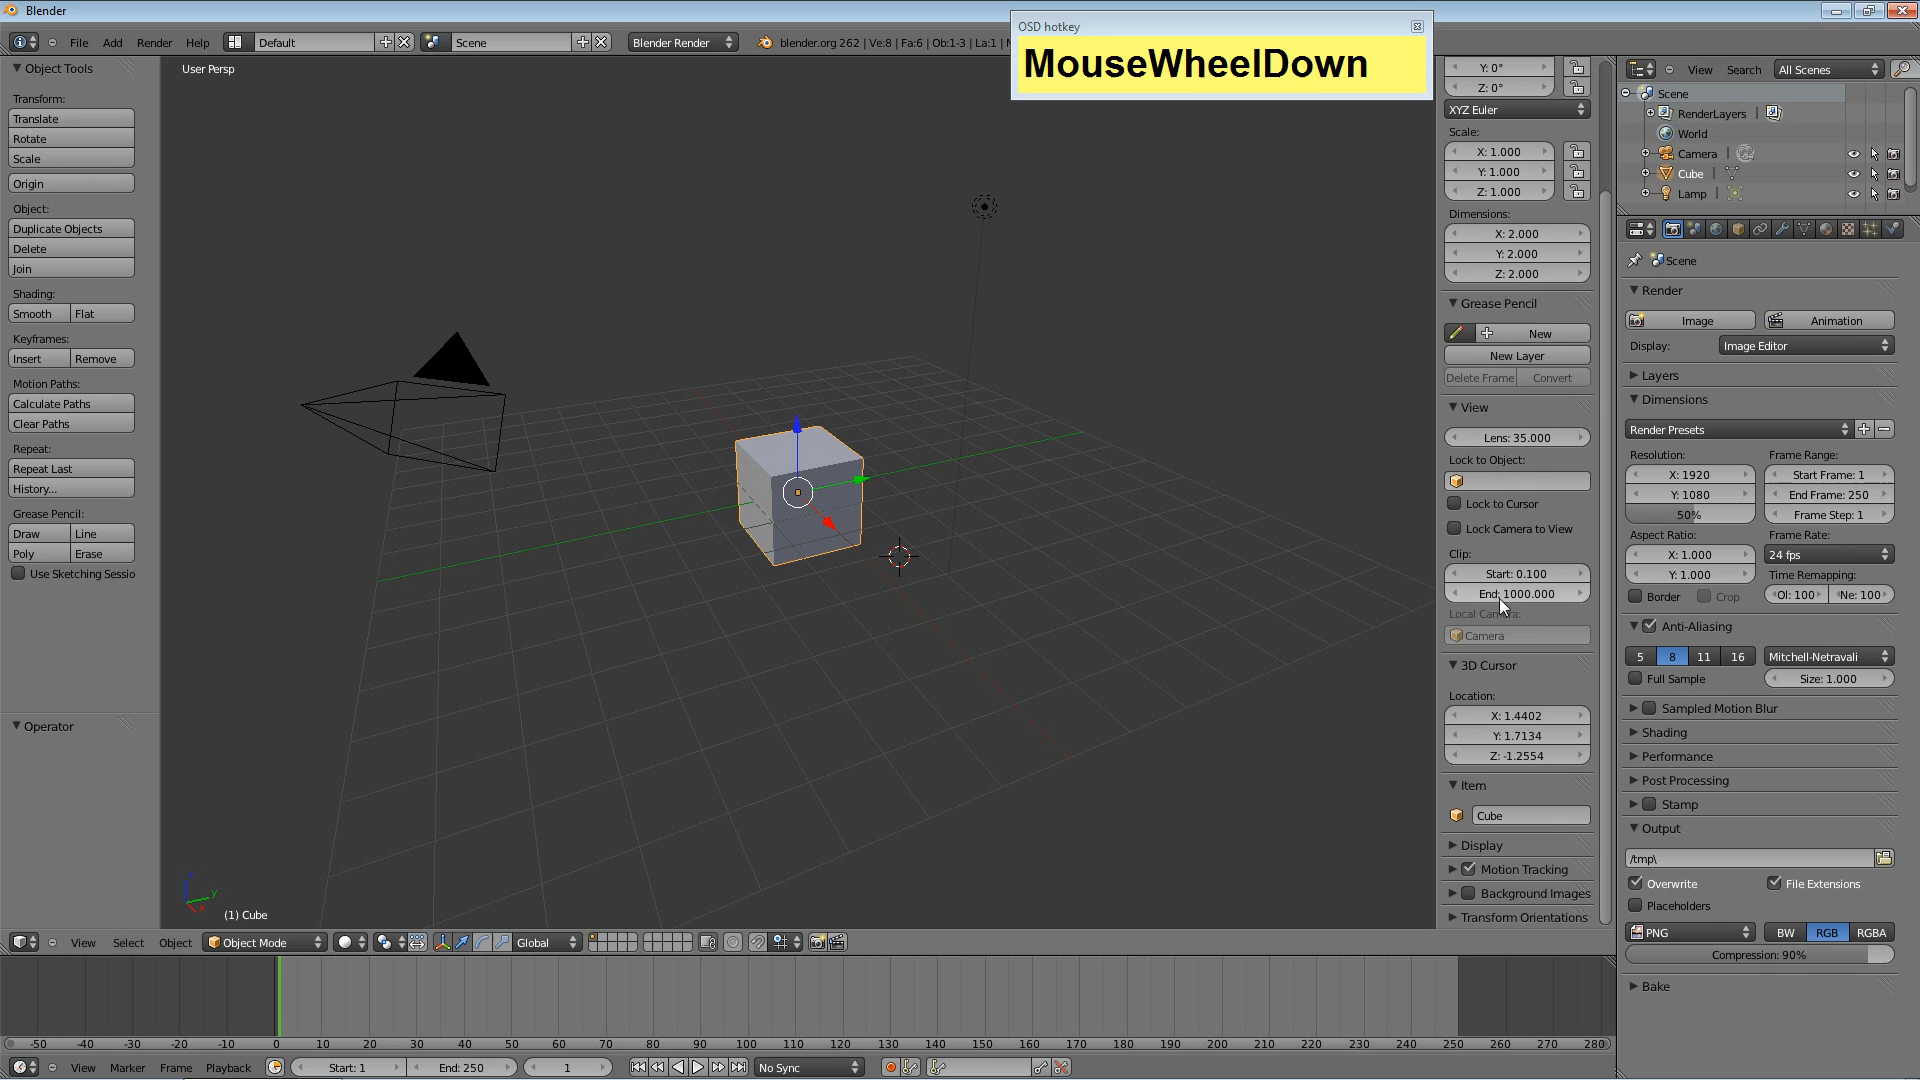 Blender
OSD hotkey
MouseWheelDown
File Add Render Help
Default
Scene
Blender Render
blender.org 262 | Ve:8 | Fa:6 | Ob:1-3 | La:1 |
Object Tools
Transform:
Translate
Rotate
Scale
Origin
Object:
Duplicate Objects
Delete
Join
Shading:
Smooth Flat
Keyframes:
Insert Remove
Motion Paths:
Calculate Paths
Clear Paths
Repeat:
Repeat Last
History...
Grease Pencil:
Draw Line
Poly Erase
Use Sketching Sessio
Operator
User Persp
(1) Cube
Y: 0°
Z: 0°
XYZ Euler
Scale:
X: 1.000
Y: 1.000
Z: 1.000
Dimensions:
X: 2.000
Y: 2.000
Z: 2.000
Grease Pencil
New
New Layer
Delete Frame Convert
View
Lens: 35.000
Lock to Object:
Lock to Cursor
Lock Camera to View
Clip:
Start: 0.100
End: 1000.000
Local Camera:
Camera
3D Cursor
Location:
X: 1.4402
Y: 1.7134
Z: -1.2554
Item
Cube
Display
Motion Tracking
Background Images
Transform Orientations
View Search All Scenes
Scene
RenderLayers |
World
Camera |
Cube |
Lamp |
Scene
Render
Image Animation
Display: Image Editor
Layers
Dimensions
Render Presets
Resolution: Frame Range:
X: 1920 Start Frame: 1
Y: 1080 End Frame: 250
50% Frame Step: 1
Aspect Ratio: Frame Rate:
X: 1.000 24 fps
Y: 1.000 Time Remapping:
Border Crop Ol: 100 Ne: 100
Anti-Aliasing
5 8 11 16 Mitchell-Netravali
Full Sample Size: 1.000
Sampled Motion Blur
Shading
Performance
Post Processing
Stamp
Output
/tmp\
Overwrite File Extensions
Placeholders
PNG BW RGB RGBA
Compression: 90%
Bake
View Select Object Object Mode Global
-50 -40 -30 -20 -10 0 10 20 30 40 50 60 70 80 90 100 110 120 130 140 150 160 170 180 190 200 210 220 230 240 250 260 270 280
View Marker Frame Playback Start: 1 End: 250 1 No Sync
y